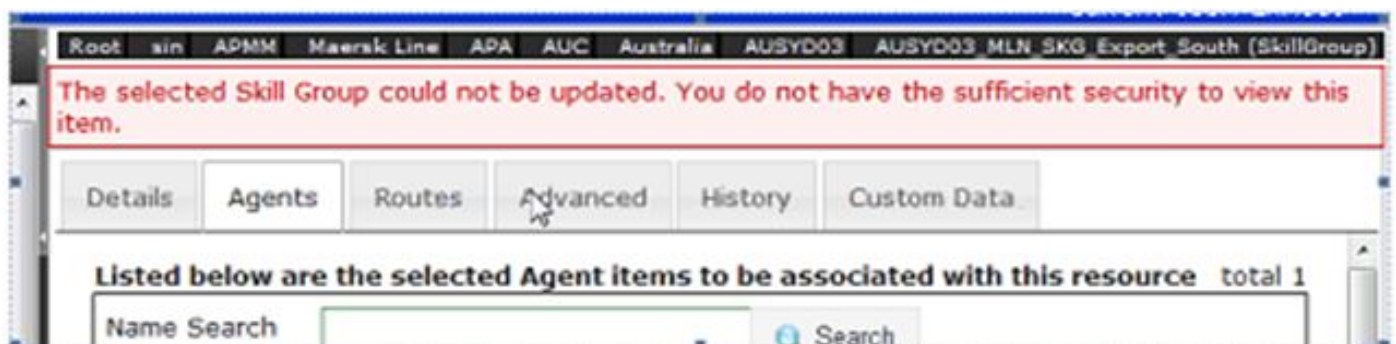 Root sin APMM Maersk Line APA AUC Australia AUSYD03 AUSYD03_MLN_SKG_Export_South (SkillGroup)
The selected Skill Group could not be updated. You do not have the sufficient security to view this
item.
Details Agents Routes Advanced History Custom Data
Listed below are the selected Agent items to be associated with this resource total 1
Name Search Search